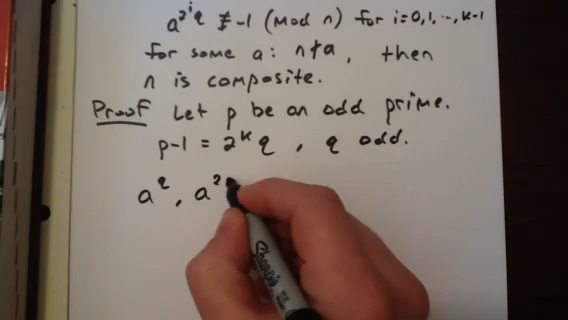 a^{2^i q} ≢ -1 (mod n) for i=0,1,...,k-1
for some a: n∤a, then
n is composite.
Proof Let p be an odd prime.
p-1 = 2^k q, q odd.
a^q, a^2
Sharpie